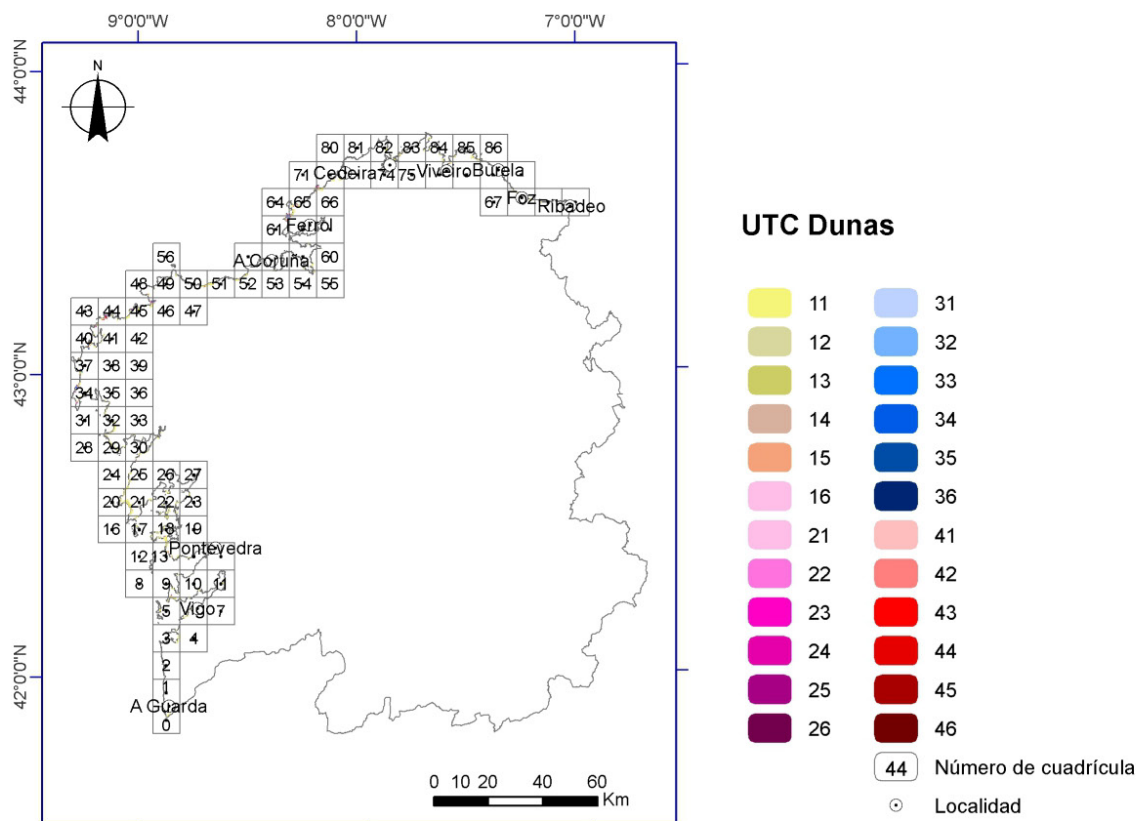 9°0'0"W 8°0'0"W 7°0'0"W
44°0'0"N
43°0'0"N
42°0'0"N
N
80 81 82 83 84 85 86
71 Cedeira 74 75 Viveiro Burela
64 65 66 67 Foz Ribadeo
61 Ferrol
56 A Coruña 60
48 49 50 51 52 53 54 55
43 44 45 46 47
40 41 42
37 38 39
34 35 36
31 32 33
28 29 30
24 25 26 27
20 21 22 23
16 17 18 19
Pontevedra
12 13
8 9 10 11
5 Vigo 7
3 4
2
1
A Guarda
0
0 10 20 40 60
Km
UTC Dunas
11 31
12 32
13 33
14 34
15 35
16 36
21 41
22 42
23 43
24 44
25 45
26 46
44 Número de cuadrícula
Localidad